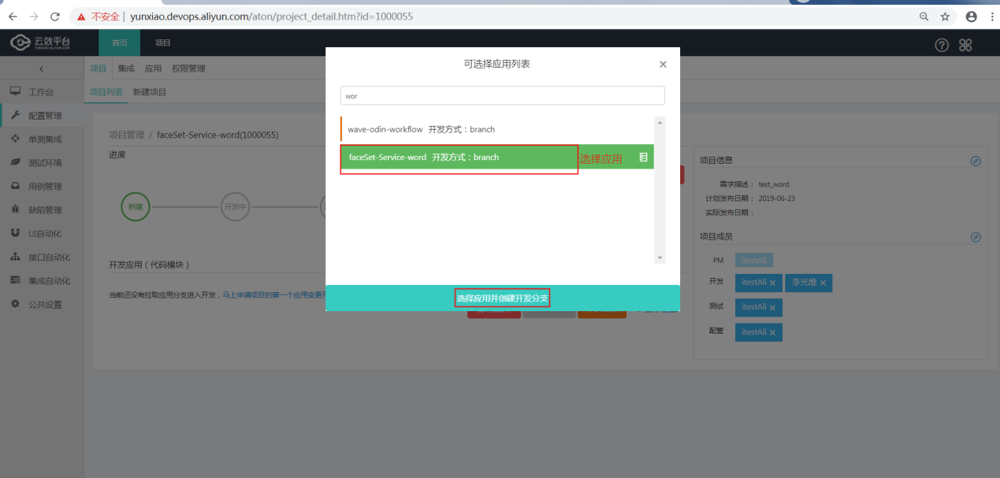 不安全 | yunxiao.devops.aliyun.com/aton/project_detail.htm?id=1000055
云效平台
YUNXIAO.ALIYUN.COM
首页 项目
项目 集成 应用 权限管理
项目列表 新建项目
工作台
配置管理
单测集成
测试环境
用例管理
缺陷管理
UI自动化
接口自动化
集成自动化
公共设置
项目管理 / faceSet-Service-word(1000055)
进度
新建
开发中
开发应用 ( 代码模块 )
当前还没有拉取应用分支进入开发 , 马上申请项目的第一个应用变更开
可选择应用列表
wor
wave-odin-workflow 开发方式 : branch
faceSet-Service-word 开发方式 : branch
选择应用
选择应用并创建开发分支
项目信息
需求描述 : test_word
计划发布日期 : 2019-06-23
实际发布日期 :
项目成员
PM itestAli
开发 itestAli × 李光维 ×
测试 itestAli ×
配管 itestAli ×